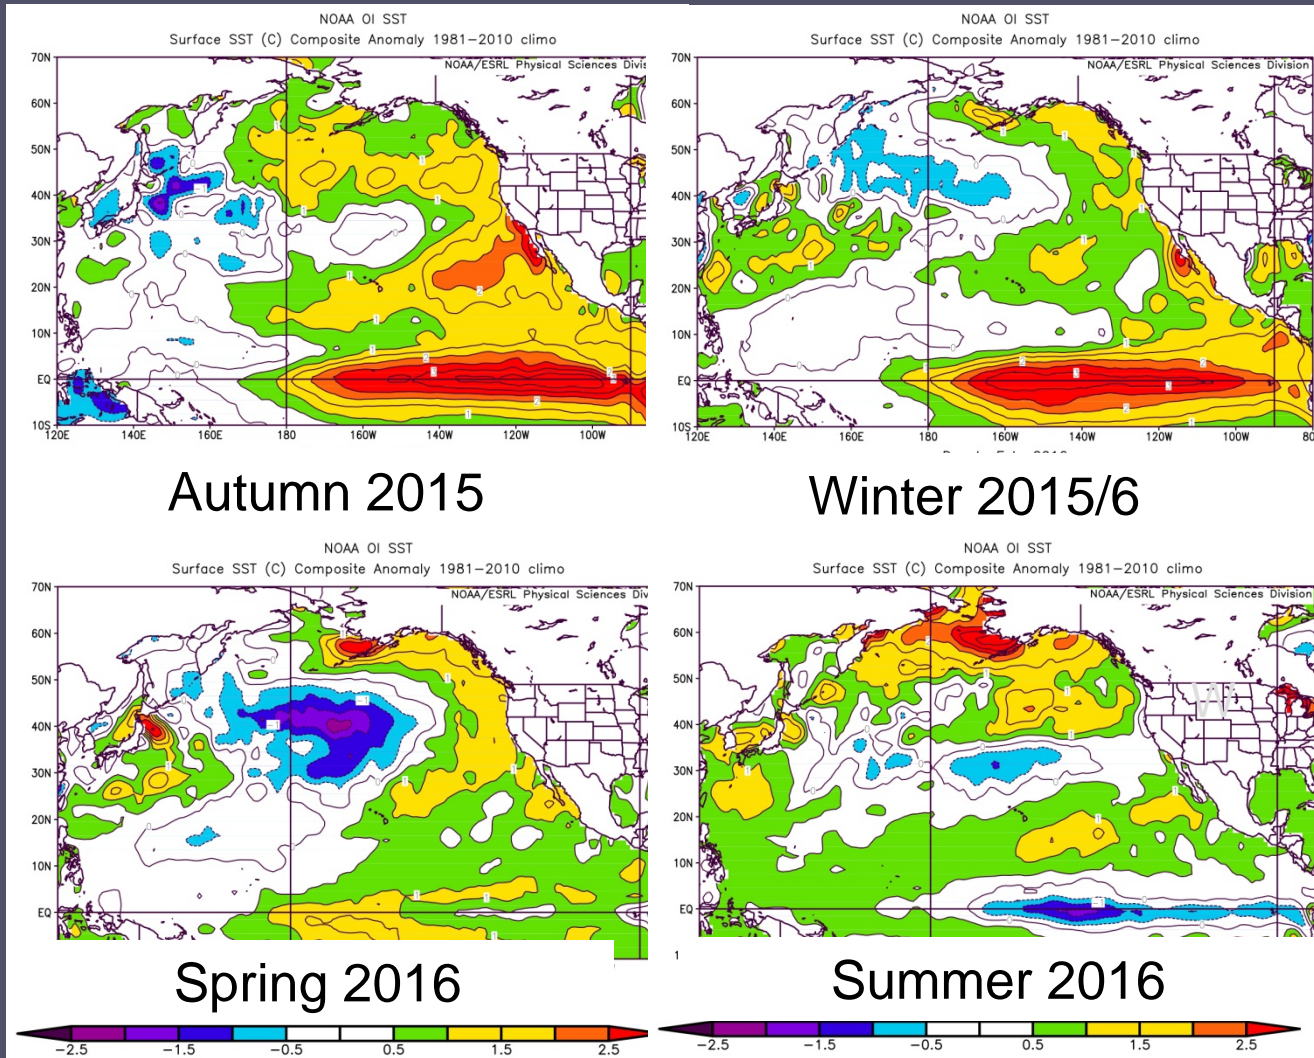 NOAA OI SST
Surface SST (C) Composite Anomaly 1981−2010 climo
NOAA/ESRL Physical Sciences Divis
70N
60N
50N
40N
30N
20N
10N
EQ
10S
120E 140E 160E 180 160W 140W 120W 100W
Autumn 2015
NOAA OI SST
Surface SST (C) Composite Anomaly 1981−2010 climo
NOAA/ESRL Physical Sciences Division
70N
60N
50N
40N
30N
20N
10N
EQ
10S
120E 140E 160E 180 160W 140W 120W 100W 80
Winter 2015/6
NOAA OI SST
Surface SST (C) Composite Anomaly 1981−2010 climo
NOAA/ESRL Physical Sciences Div
70N
60N
50N
40N
30N
20N
10N
EQ
Spring 2016
−2.5 −1.5 −0.5 0.5 1.5 2.5
NOAA OI SST
Surface SST (C) Composite Anomaly 1981−2010 climo
NOAA/ESRL Physical Sciences Division
70N
60N
50N
40N
30N
20N
10N
EQ
W
1
Summer 2016
−2.5 −1.5 −0.5 0.5 1.5 2.5